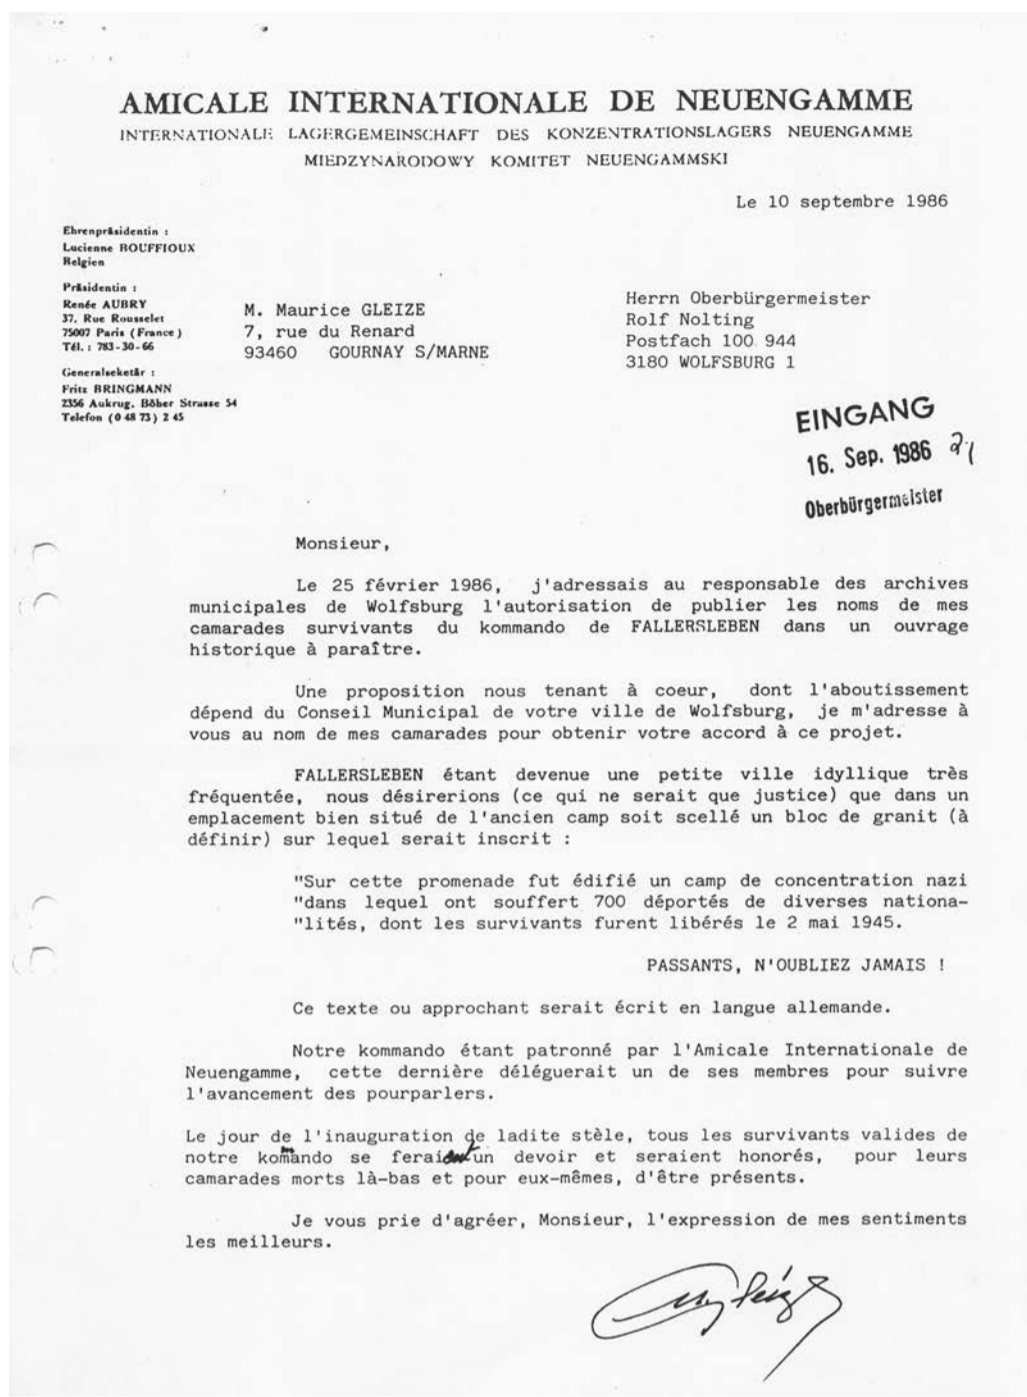 AMICALE INTERNATIONALE DE NEUENGAMME
INTERNATIONALE LAGERGEMEINSCHAFT DES KONZENTRATIONSLAGERS NEUENGAMME
MIEDZYNARODOWY KOMITET NEUENGAMMSKI
Le 10 septembre 1986
Ehrenpräsidentin :
Lucienne BOUFFIOUX
Belgien
Präsidentin :
Renée AUBRY
37, Rue Rousselet
75007 Paris (France)
Tél. : 783-30-66
Generalseketär :
Fritz BRINGMANN
2356 Aukrug, Böber Strasse 54
Telefon (0 48 73) 2 45
M. Maurice GLEIZE
7, rue du Renard
93460 GOURNAY S/MARNE
Herrn Oberbürgermeister
Rolf Nolting
Postfach 100 944
3180 WOLFSBURG 1
EINGANG
16. Sep. 1986
Oberbürgermeister
Monsieur,
Le 25 février 1986, j'adressais au responsable des archives
municipales de Wolfsburg l'autorisation de publier les noms de mes
camarades survivants du kommando de FALLERSLEBEN dans un ouvrage
historique à paraître.
Une proposition nous tenant à coeur, dont l'aboutissement
dépend du Conseil Municipal de votre ville de Wolfsburg, je m'adresse à
vous au nom de mes camarades pour obtenir votre accord à ce projet.
FALLERSLEBEN étant devenue une petite ville idyllique très
fréquentée, nous désirerions (ce qui ne serait que justice) que dans un
emplacement bien situé de l'ancien camp soit scellé un bloc de granit (à
définir) sur lequel serait inscrit :
"Sur cette promenade fut édifié un camp de concentration nazi
"dans lequel ont souffert 700 déportés de diverses nationa-
"lités, dont les survivants furent libérés le 2 mai 1945.
PASSANTS, N'OUBLIEZ JAMAIS !
Ce texte ou approchant serait écrit en langue allemande.
Notre kommando étant patronné par l'Amicale Internationale de
Neuengamme, cette dernière déléguerait un de ses membres pour suivre
l'avancement des pourparlers.
Le jour de l'inauguration de ladite stèle, tous les survivants valides de
notre kommando se feraient un devoir et seraient honorés, pour leurs
camarades morts là-bas et pour eux-mêmes, d'être présents.
Je vous prie d'agréer, Monsieur, l'expression de mes sentiments
les meilleurs.